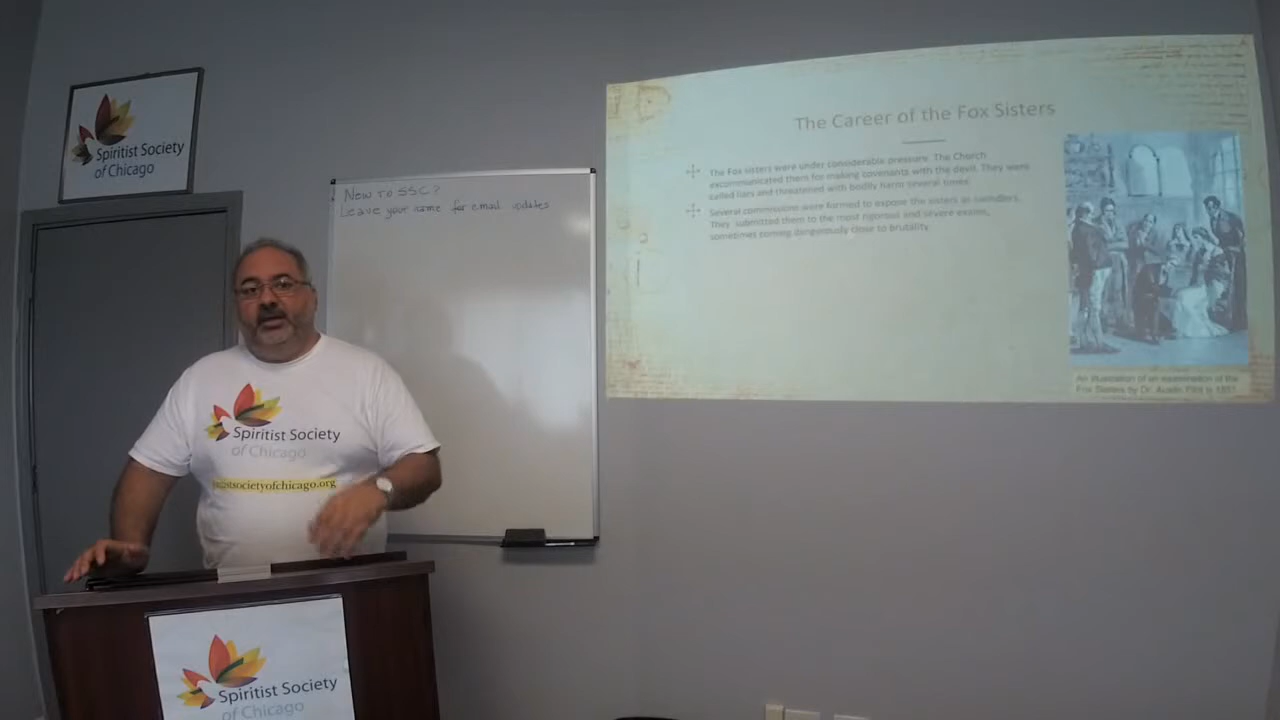 Spiritist Society
of Chicago
New to SSC?
Leave your name for email updates
The Career of the Fox Sisters
The Fox sisters were under considerable pressure. The Church
excommunicated them for making covenants with the devil. They were
called liars and threatened with bodily harm several times.
Several commissions were formed to expose the sisters as swindlers.
They submitted them to the most rigorous and severe exams,
sometimes coming dangerously close to brutality.
An illustration of an examination of the
Fox Sisters by Dr. Austin Flint in 1851
Spiritist Society
of Chicago
spiritistsocietyofchicago.org
Spiritist Society
of Chicago